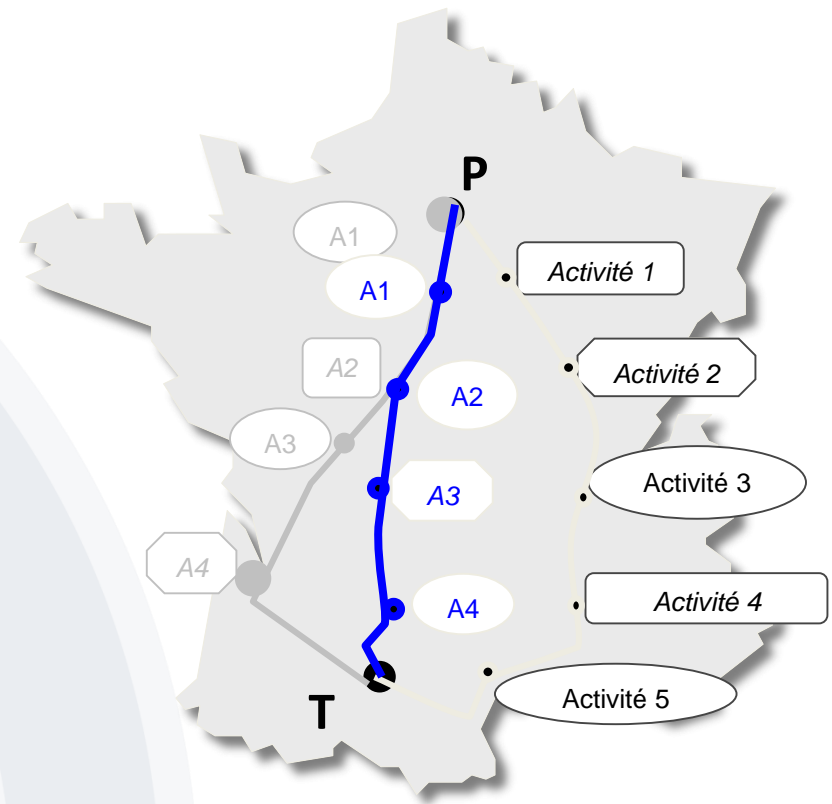 P
A1
Activité 1
A1
A2
Activité 2
A2
A3
Activité 3
A3
A4
Activité 4
A4
T
Activité 5